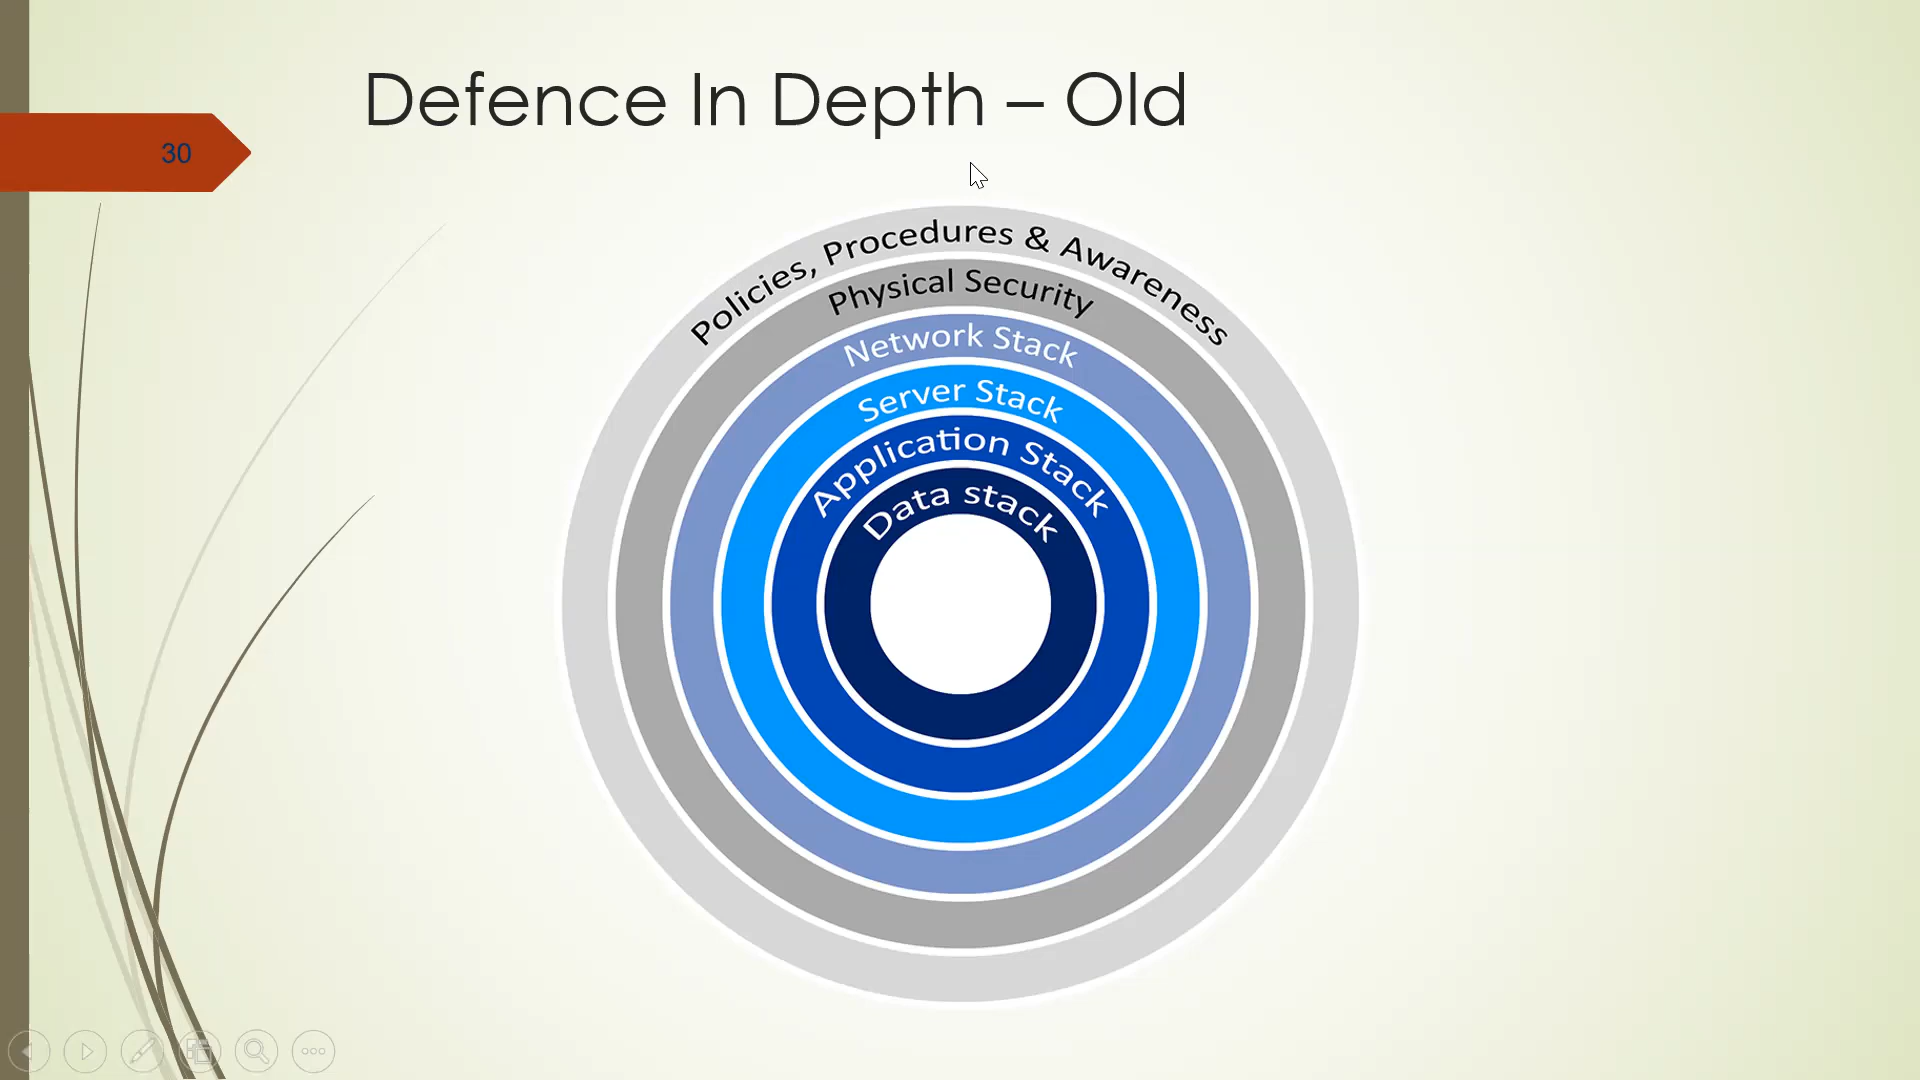 Defence In Depth – Old
30
Policies, Procedures & Awareness
Physical Security
Network Stack
Server Stack
Application Stack
Data stack